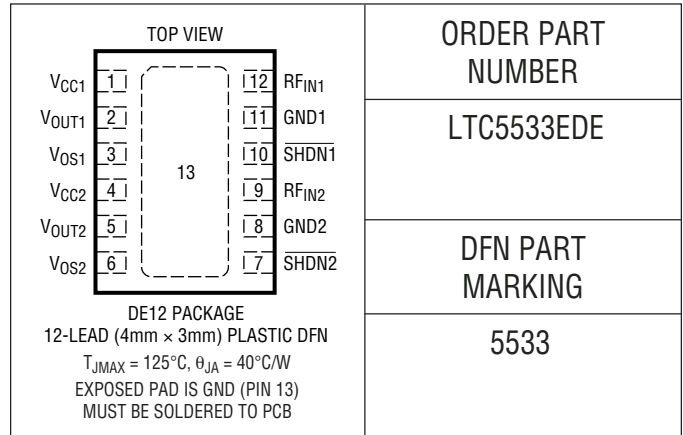 TOP VIEW
VCC1 1
VOUT1 2
VOS1 3
VCC2 4
VOUT2 5
VOS2 6
13
12 RFIN1
11 GND1
10 SHDN1
9 RFIN2
8 GND2
7 SHDN2
DE12 PACKAGE
12-LEAD (4mm × 3mm) PLASTIC DFN
TJMAX = 125°C, θJA = 40°C/W
EXPOSED PAD IS GND (PIN 13)
MUST BE SOLDERED TO PCB
ORDER PART
NUMBER
LTC5533EDE
DFN PART
MARKING
5533